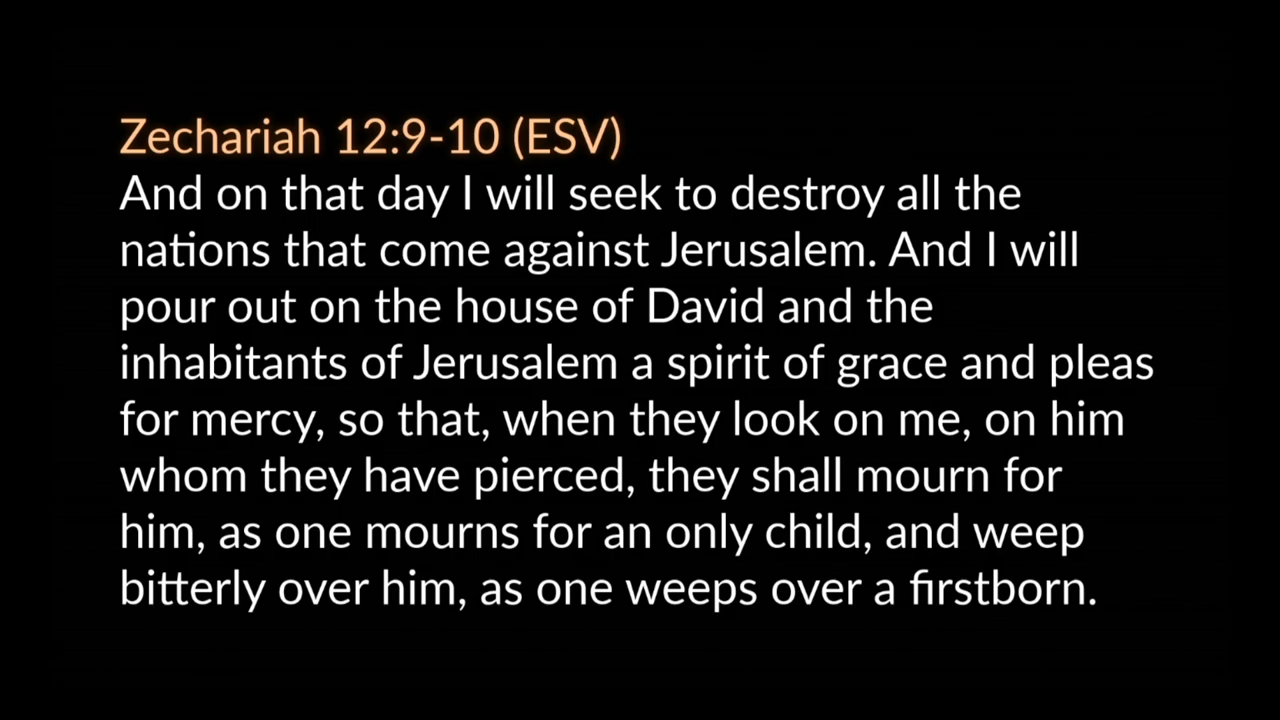 Zechariah 12:9-10 (ESV)
And on that day I will seek to destroy all the
nations that come against Jerusalem. And I will
pour out on the house of David and the
inhabitants of Jerusalem a spirit of grace and pleas
for mercy, so that, when they look on me, on him
whom they have pierced, they shall mourn for
him, as one mourns for an only child, and weep
bitterly over him, as one weeps over a firstborn.